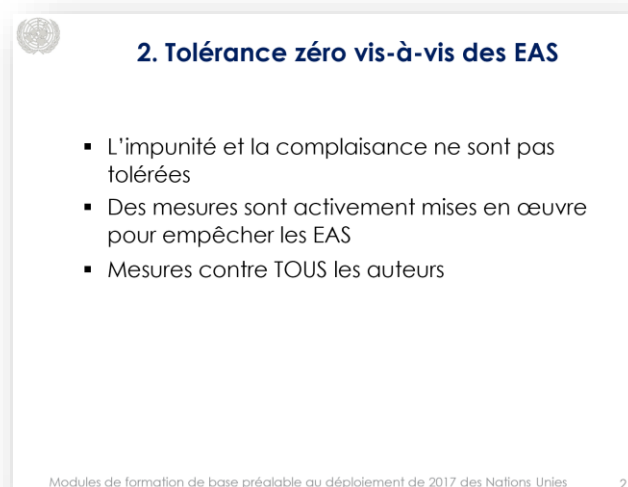 2. Tolérance zéro vis-à-vis des EAS
▪ L’impunité et la complaisance ne sont pas
tolérées
▪ Des mesures sont activement mises en œuvre
pour empêcher les EAS
▪ Mesures contre TOUS les auteurs
Modules de formation de base préalable au déploiement de 2017 des Nations Unies 2